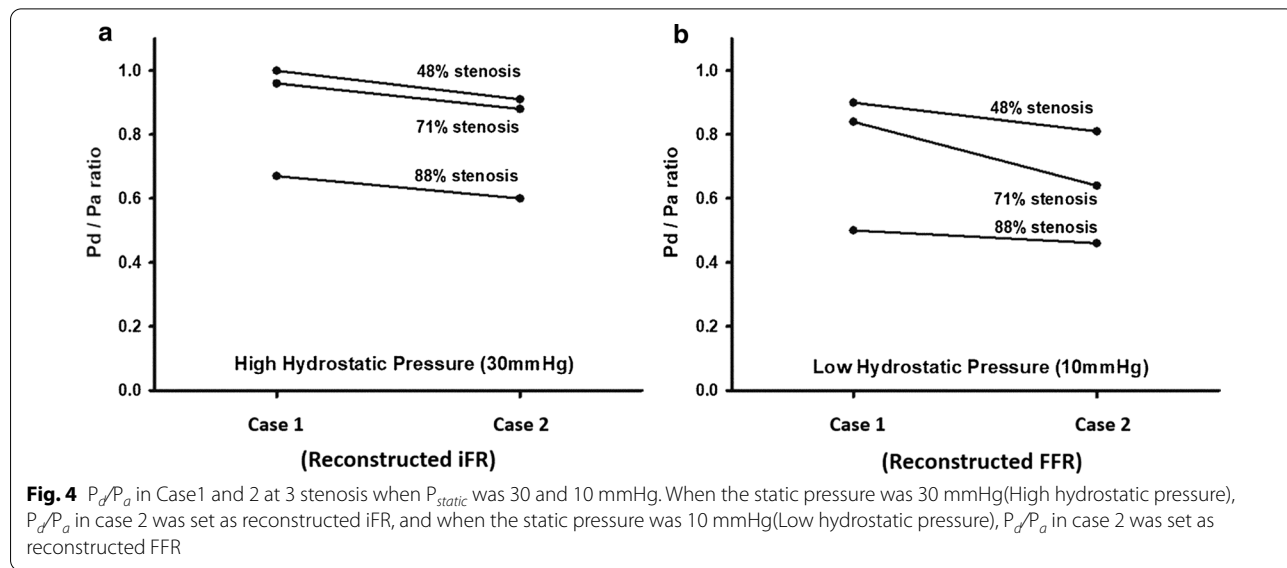 a
Pd / Pa ratio
1.0
0.8
0.6
0.4
0.2
0.0
48% stenosis
71% stenosis
88% stenosis
High Hydrostatic Pressure (30mmHg)
Case 1
Case 2
(Reconstructed iFR)
b
Pd / Pa ratio
1.0
0.8
0.6
0.4
0.2
0.0
48% stenosis
71% stenosis
88% stenosis
Low Hydrostatic Pressure (10mmHg)
Case 1
Case 2
(Reconstructed FFR)
Fig. 4 Pd/Pa in Case1 and 2 at 3 stenosis when Pstatic was 30 and 10 mmHg. When the static pressure was 30 mmHg(High hydrostatic pressure),
Pd/Pa in case 2 was set as reconstructed iFR, and when the static pressure was 10 mmHg(Low hydrostatic pressure), Pd/Pa in case 2 was set as
reconstructed FFR